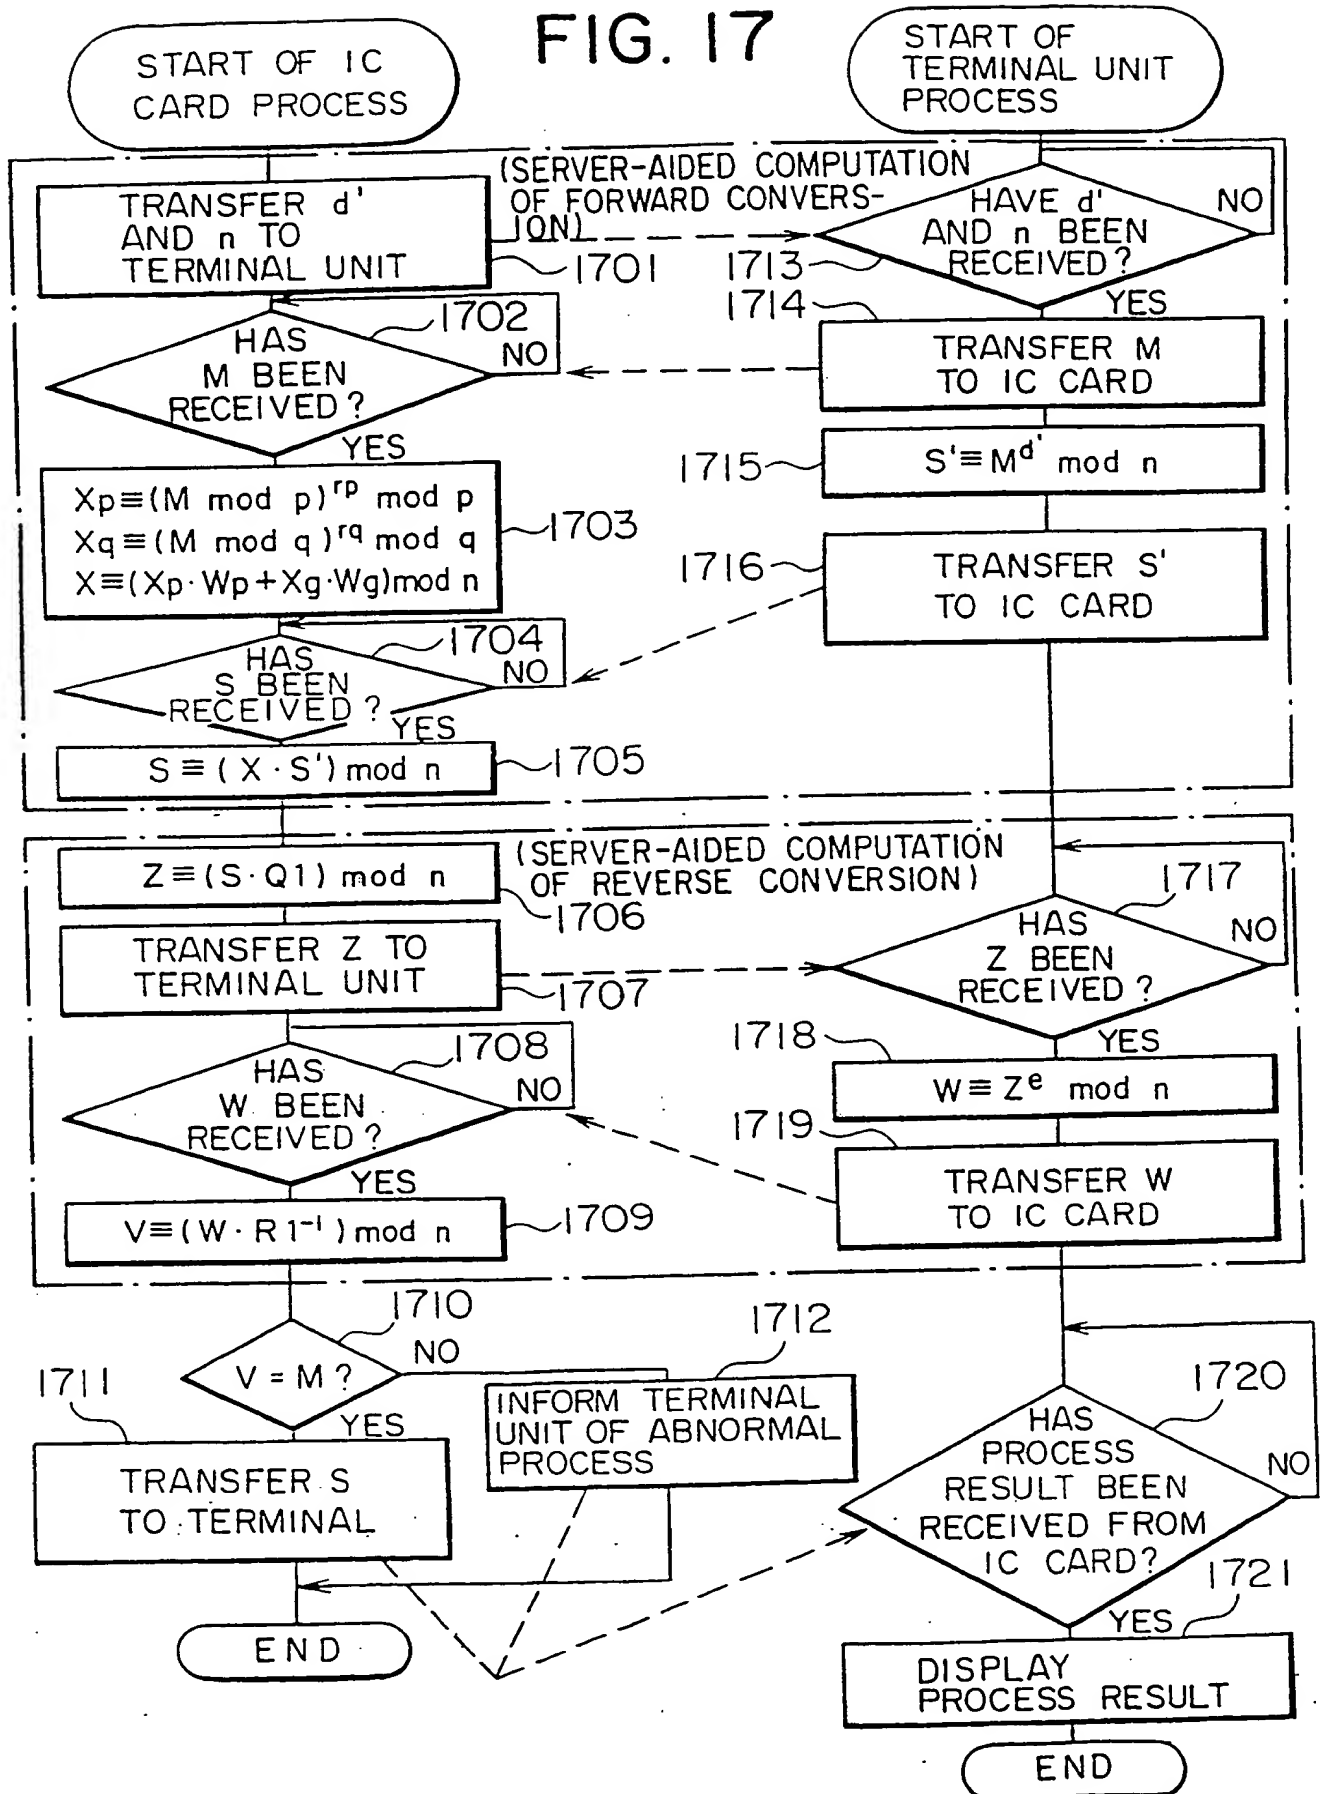 FIG. 17
START OF IC
CARD PROCESS
START OF
TERMINAL UNIT
PROCESS
(SERVER-AIDED COMPUTATION
OF FORWARD CONVERS-
ION)
TRANSFER d'
AND n TO
TERMINAL UNIT
1701
HAVE d'
AND n BEEN
RECEIVED?
NO
1713
YES
1702
HAS
M BEEN
RECEIVED?
NO
YES
1714
TRANSFER M
TO IC CARD
1715
S'≡M^d' mod n
Xp≡(M mod p)^rp mod p
Xq≡(M mod q)^rq mod q
X≡(Xp·Wp+Xg·Wg)mod n
1703
1716
TRANSFER S'
TO IC CARD
1704
HAS
S BEEN
RECEIVED?
NO
YES
S≡(X·S')mod n
1705
Z≡(S·Q1) mod n
1706
(SERVER-AIDED COMPUTATION
OF REVERSE CONVERSION)
TRANSFER Z TO
TERMINAL UNIT
1707
1717
HAS
Z BEEN
RECEIVED?
NO
YES
1708
HAS
W BEEN
RECEIVED?
NO
YES
1718
W≡Z^e mod n
1719
TRANSFER W
TO IC CARD
V≡(W·R1^-1)mod n
1709
1710
V=M?
NO
YES
1711
TRANSFER S
TO TERMINAL
1712
INFORM TERMINAL
UNIT OF ABNORMAL
PROCESS
END
1720
HAS
PROCESS
RESULT BEEN
RECEIVED FROM
IC CARD?
NO
YES
1721
DISPLAY
PROCESS RESULT
END